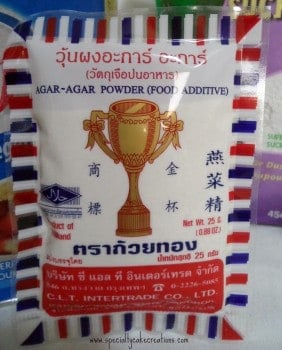 วุ้นผงอะการ์ อะการ์
(วัตถุเจือปนอาหาร)
AGAR-AGAR POWDER (FOOD ADDITIVE)
商標
金杯
燕菜精
Product of
Net Wt. 25 G
(0.88 OZ)
ตราถ้วยทอง
น้ำหนักสุทธิ 25 กรัม
บริษัท ซี แอล ที อินเตอร์เทรด จำกัด
C.L.T. INTERTRADE CO., LTD.
www.specialtycakecreations.com